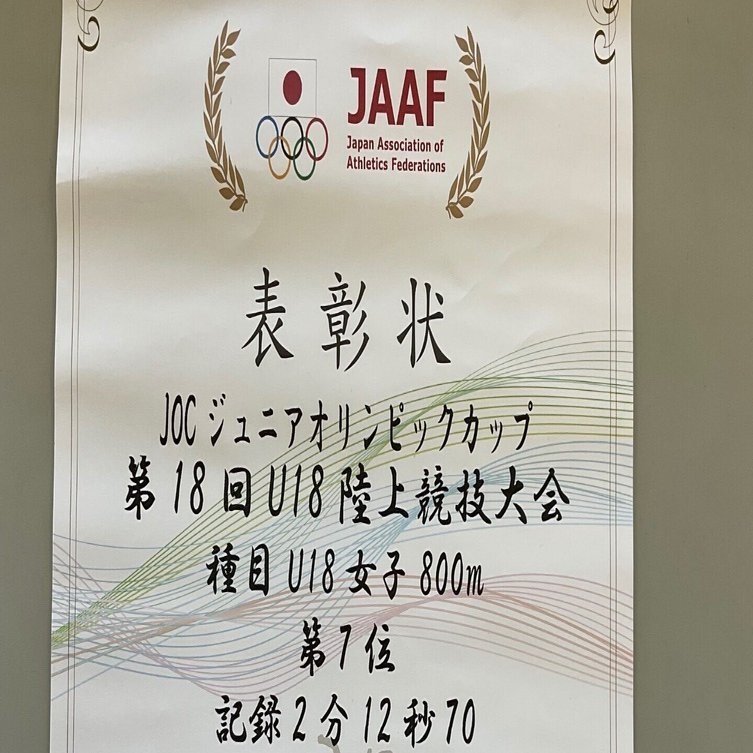 JAAF
Japan Association of
Athletics Federations
表彰状
JOCジュニアオリンピックカップ
第18回U18陸上競技大会
種目 U18女子800m
第7位
記録2分12秒70